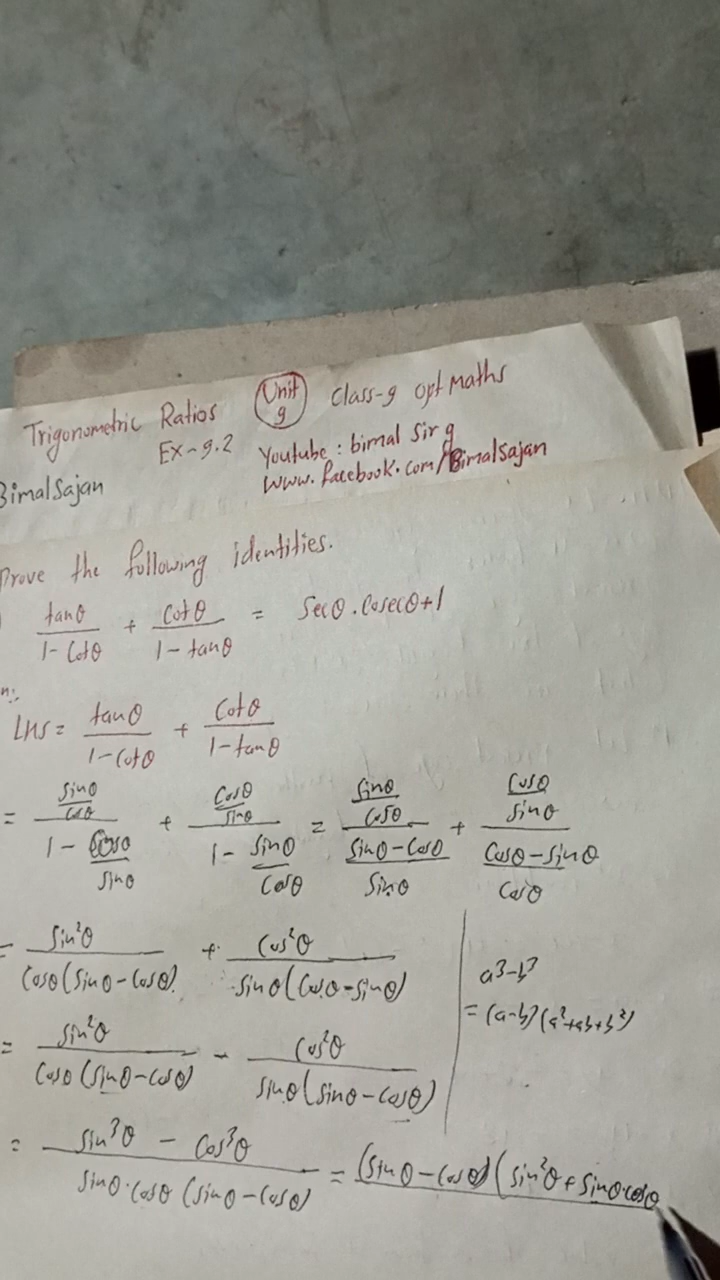 Trigonometric Ratios Unit 9 Class-9 opt Maths
Ex-9.2 Youtube : bimal Sir g
BimalSajan www.facebook.com/Bimalsajan
Prove the following identities.
tanθ/(1-Cotθ) + Cotθ/(1-tanθ) = Secθ.Cosecθ+1
n:
LHS = tanθ/(1-cotθ) + Cotθ/(1-tanθ)
= (Sinθ/Cosθ)/(1 - Cosθ/Sinθ) + (Cosθ/Sinθ)/(1 - Sinθ/Cosθ) = (Sinθ/Cosθ)/((Sinθ-Cosθ)/Sinθ) + (Cosθ/Sinθ)/((Cosθ-Sinθ)/Cosθ)
= Sin²θ/(Cosθ(Sinθ-Cosθ)) + Cos²θ/(Sinθ(Cosθ-Sinθ))
a³-b³
= (a-b)(a²+ab+b²)
= Sin²θ/(Cosθ(Sinθ-Cosθ)) - Cos²θ/(Sinθ(Sinθ-Cosθ))
= (Sin³θ - Cos³θ)/(Sinθ.Cosθ(Sinθ-Cosθ)) = (Sinθ-Cosθ)(Sin²θ+Sinθ.Cosθ